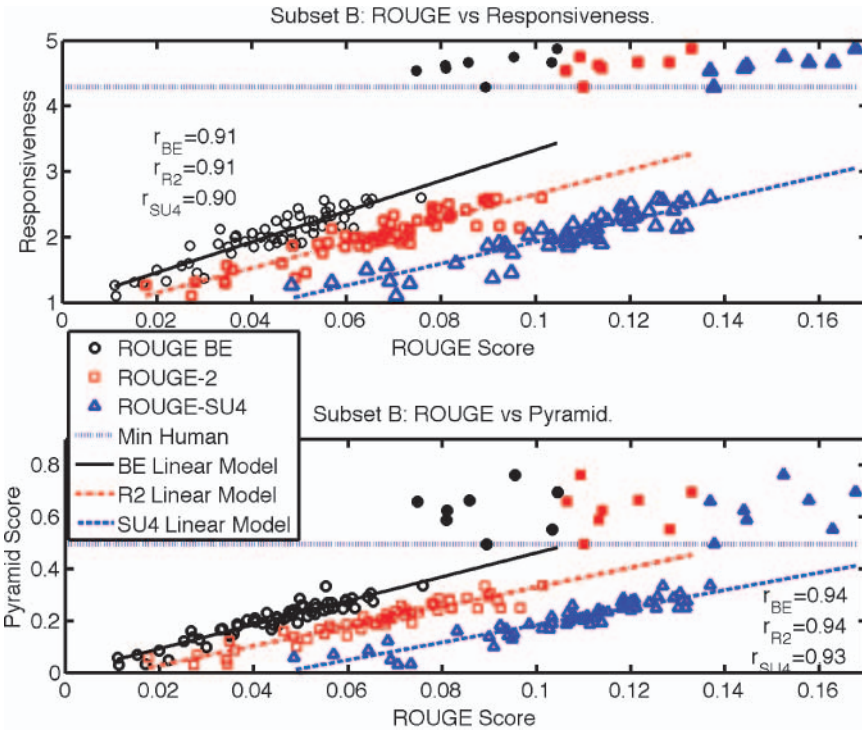 Subset B: ROUGE vs Responsiveness.
5
4
3
2
1
Responsiveness
r_BE=0.91
r_R2=0.91
r_SU4=0.90
0 0.02 0.04 0.06 0.08 0.1 0.12 0.14 0.16
ROUGE Score
ROUGE BE
ROUGE-2
ROUGE-SU4
Min Human
BE Linear Model
R2 Linear Model
SU4 Linear Model
Subset B: ROUGE vs Pyramid.
0.8
0.6
0.4
0.2
0
Pyramid Score
r_BE=0.94
r_R2=0.94
r_SU4=0.93
0 0.02 0.04 0.06 0.08 0.1 0.12 0.14 0.16
ROUGE Score